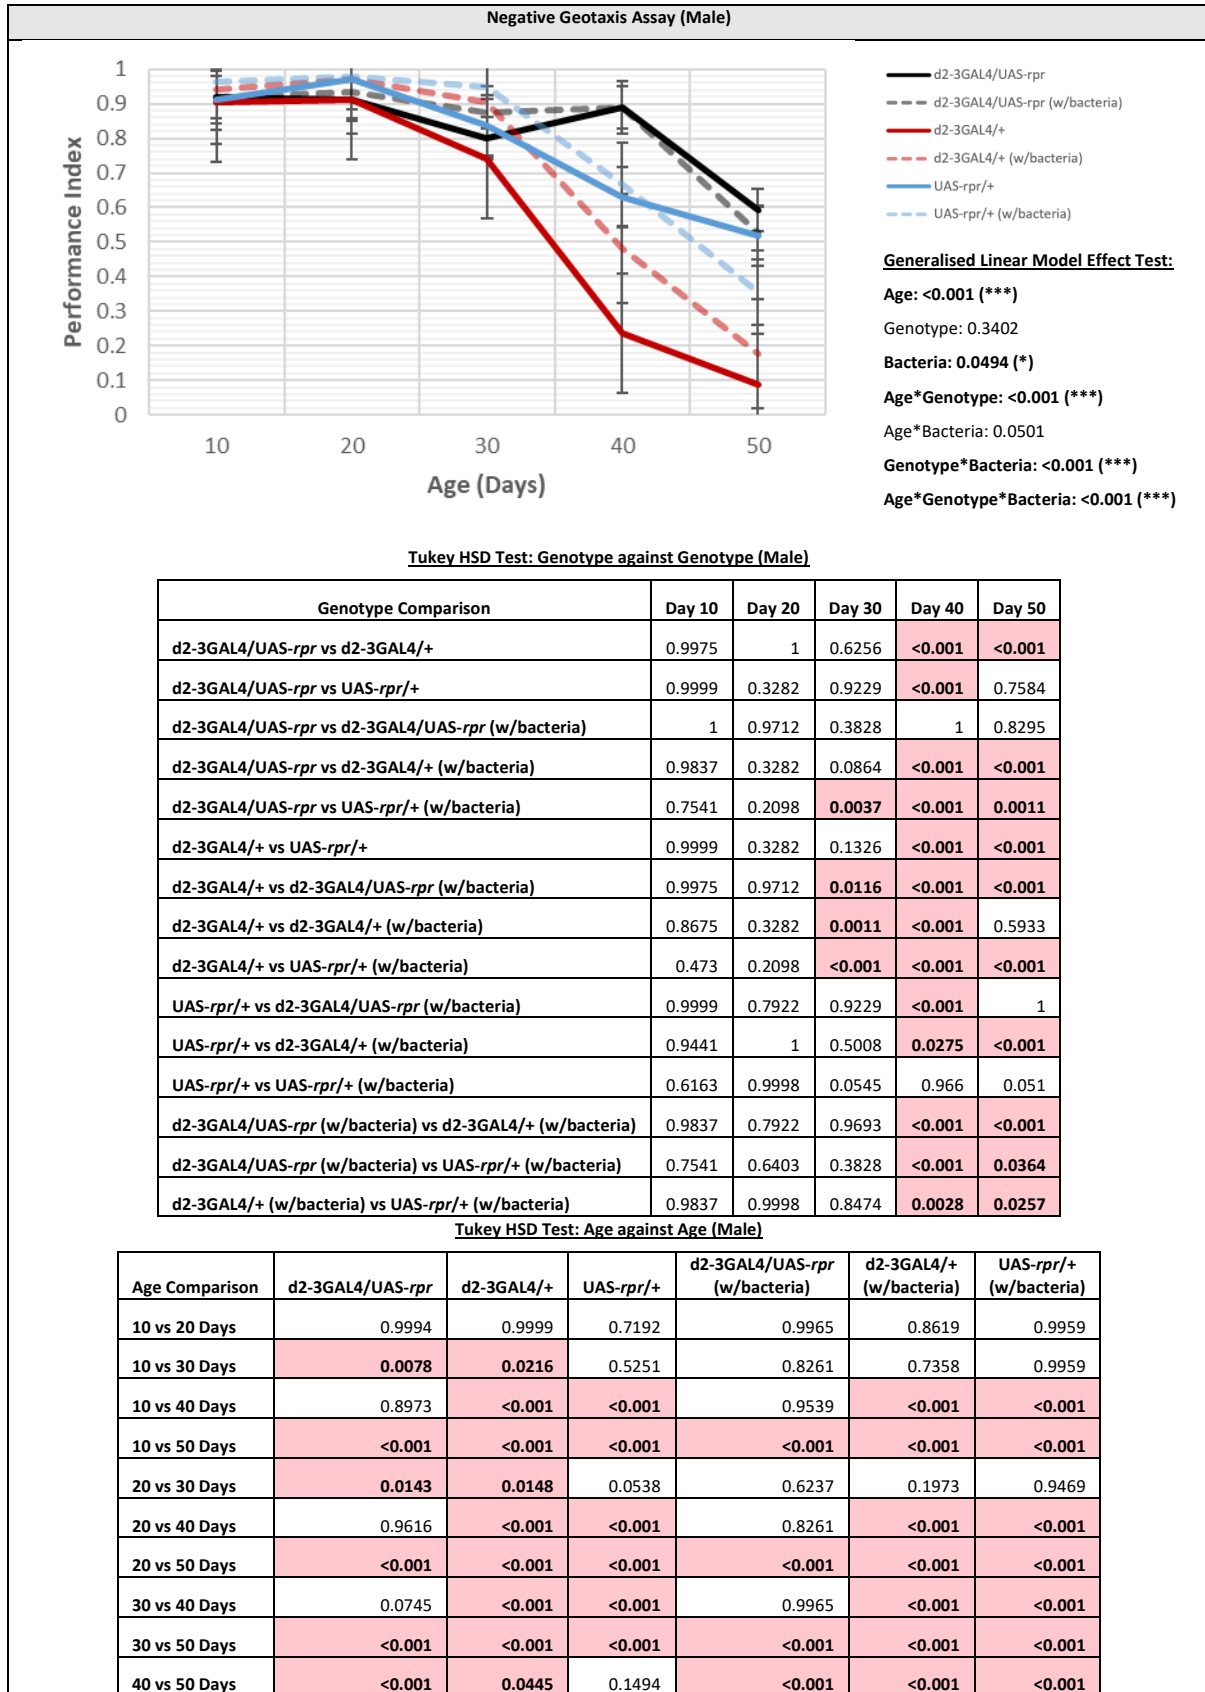 Negative Geotaxis Assay (Male)
1
0.9
0.8
0.7
0.6
0.5
0.4
0.3
0.2
0.1
0
Performance Index
10 20 30 40 50
Age (Days)
d2-3GAL4/UAS-rpr
d2-3GAL4/UAS-rpr (w/bacteria)
d2-3GAL4/+
d2-3GAL4/+ (w/bacteria)
UAS-rpr/+
UAS-rpr/+ (w/bacteria)
Generalised Linear Model Effect Test:
Age: <0.001 (***)
Genotype: 0.3402
Bacteria: 0.0494 (*)
Age*Genotype: <0.001 (***)
Age*Bacteria: 0.0501
Genotype*Bacteria: <0.001 (***)
Age*Genotype*Bacteria: <0.001 (***)
Tukey HSD Test: Genotype against Genotype (Male)
Genotype Comparison Day 10 Day 20 Day 30 Day 40 Day 50
d2-3GAL4/UAS-rpr vs d2-3GAL4/+ 0.9975 1 0.6256 <0.001 <0.001
d2-3GAL4/UAS-rpr vs UAS-rpr/+ 0.9999 0.3282 0.9229 <0.001 0.7584
d2-3GAL4/UAS-rpr vs d2-3GAL4/UAS-rpr (w/bacteria) 1 0.9712 0.3828 1 0.8295
d2-3GAL4/UAS-rpr vs d2-3GAL4/+ (w/bacteria) 0.9837 0.3282 0.0864 <0.001 <0.001
d2-3GAL4/UAS-rpr vs UAS-rpr/+ (w/bacteria) 0.7541 0.2098 0.0037 <0.001 0.0011
d2-3GAL4/+ vs UAS-rpr/+ 0.9999 0.3282 0.1326 <0.001 <0.001
d2-3GAL4/+ vs d2-3GAL4/UAS-rpr (w/bacteria) 0.9975 0.9712 0.0116 <0.001 <0.001
d2-3GAL4/+ vs d2-3GAL4/+ (w/bacteria) 0.8675 0.3282 0.0011 <0.001 0.5933
d2-3GAL4/+ vs UAS-rpr/+ (w/bacteria) 0.473 0.2098 <0.001 <0.001 <0.001
UAS-rpr/+ vs d2-3GAL4/UAS-rpr (w/bacteria) 0.9999 0.7922 0.9229 <0.001 1
UAS-rpr/+ vs d2-3GAL4/+ (w/bacteria) 0.9441 1 0.5008 0.0275 <0.001
UAS-rpr/+ vs UAS-rpr/+ (w/bacteria) 0.6163 0.9998 0.0545 0.966 0.051
d2-3GAL4/UAS-rpr (w/bacteria) vs d2-3GAL4/+ (w/bacteria) 0.9837 0.7922 0.9693 <0.001 <0.001
d2-3GAL4/UAS-rpr (w/bacteria) vs UAS-rpr/+ (w/bacteria) 0.7541 0.6403 0.3828 <0.001 0.0364
d2-3GAL4/+ (w/bacteria) vs UAS-rpr/+ (w/bacteria) 0.9837 0.9998 0.8474 0.0028 0.0257
Tukey HSD Test: Age against Age (Male)
d2-3GAL4/UAS-rpr d2-3GAL4/+ UAS-rpr/+
Age Comparison d2-3GAL4/UAS-rpr d2-3GAL4/+ UAS-rpr/+ (w/bacteria) (w/bacteria) (w/bacteria)
10 vs 20 Days 0.9994 0.9999 0.7192 0.9965 0.8619 0.9959
10 vs 30 Days 0.0078 0.0216 0.5251 0.8261 0.7358 0.9959
10 vs 40 Days 0.8973 <0.001 <0.001 0.9539 <0.001 <0.001
10 vs 50 Days <0.001 <0.001 <0.001 <0.001 <0.001 <0.001
20 vs 30 Days 0.0143 0.0148 0.0538 0.6237 0.1973 0.9469
20 vs 40 Days 0.9616 <0.001 <0.001 0.8261 <0.001 <0.001
20 vs 50 Days <0.001 <0.001 <0.001 <0.001 <0.001 <0.001
30 vs 40 Days 0.0745 <0.001 <0.001 0.9965 <0.001 <0.001
30 vs 50 Days <0.001 <0.001 <0.001 <0.001 <0.001 <0.001
40 vs 50 Days <0.001 0.0445 0.1494 <0.001 <0.001 <0.001